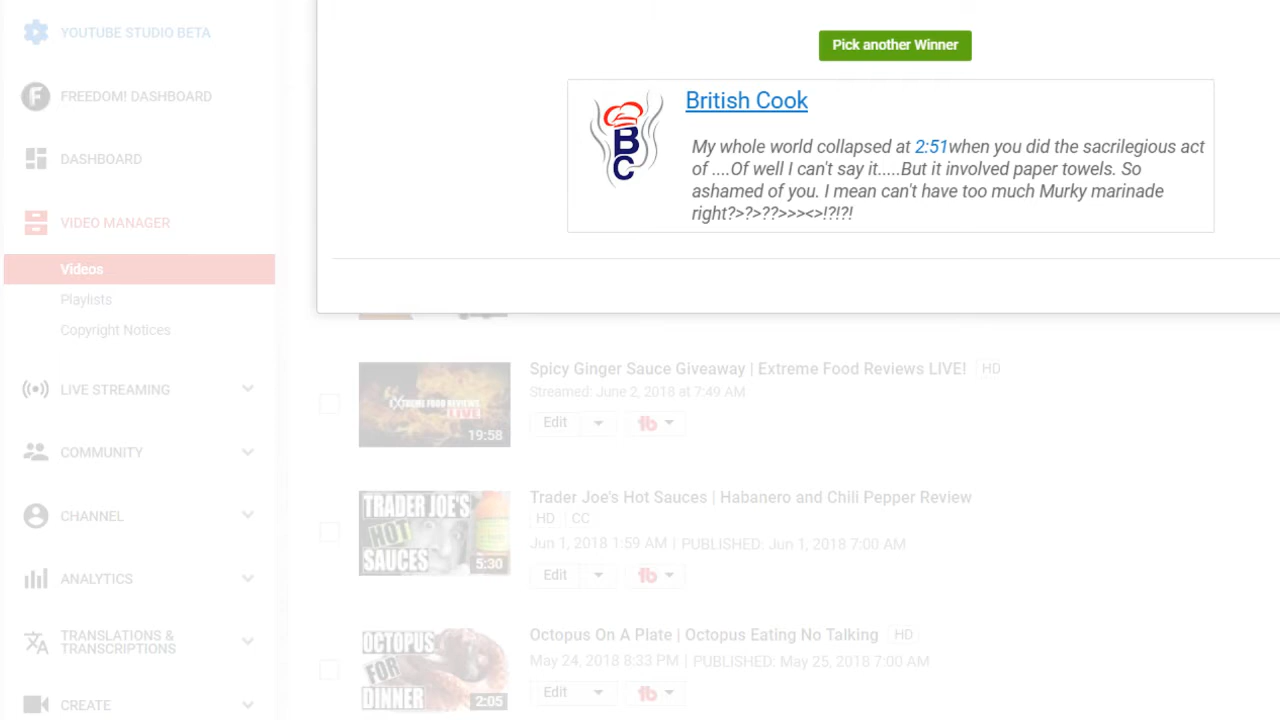 YOUTUBE STUDIO BETA
FREEDOM! DASHBOARD
DASHBOARD
VIDEO MANAGER
Videos
Playlists
Copyright Notices
LIVE STREAMING
COMMUNITY
CHANNEL
ANALYTICS
TRANSLATIONS &
TRANSCRIPTIONS
CREATE
Pick another Winner
BC
British Cook
My whole world collapsed at 2:51when you did the sacrilegious act
of ....Of well I can't say it.....But it involved paper towels. So
ashamed of you. I mean can't have too much Murky marinade
right?>?>??>>><>!?!?!
EXTREME FOOD REVIEWS
LIVE
19:58
Spicy Ginger Sauce Giveaway | Extreme Food Reviews LIVE! HD
Streamed: June 2, 2018 at 7:49 AM
Edit
TRADER JOE'S
HOT
SAUCES
5:30
Trader Joe's Hot Sauces | Habanero and Chili Pepper Review
HD CC
Jun 1, 2018 1:59 AM | PUBLISHED: Jun 1, 2018 7:00 AM
Edit
OCTOPUS
FOR
DINNER
2:05
Octopus On A Plate | Octopus Eating No Talking HD
May 24, 2018 8:33 PM | PUBLISHED: May 25, 2018 7:00 AM
Edit